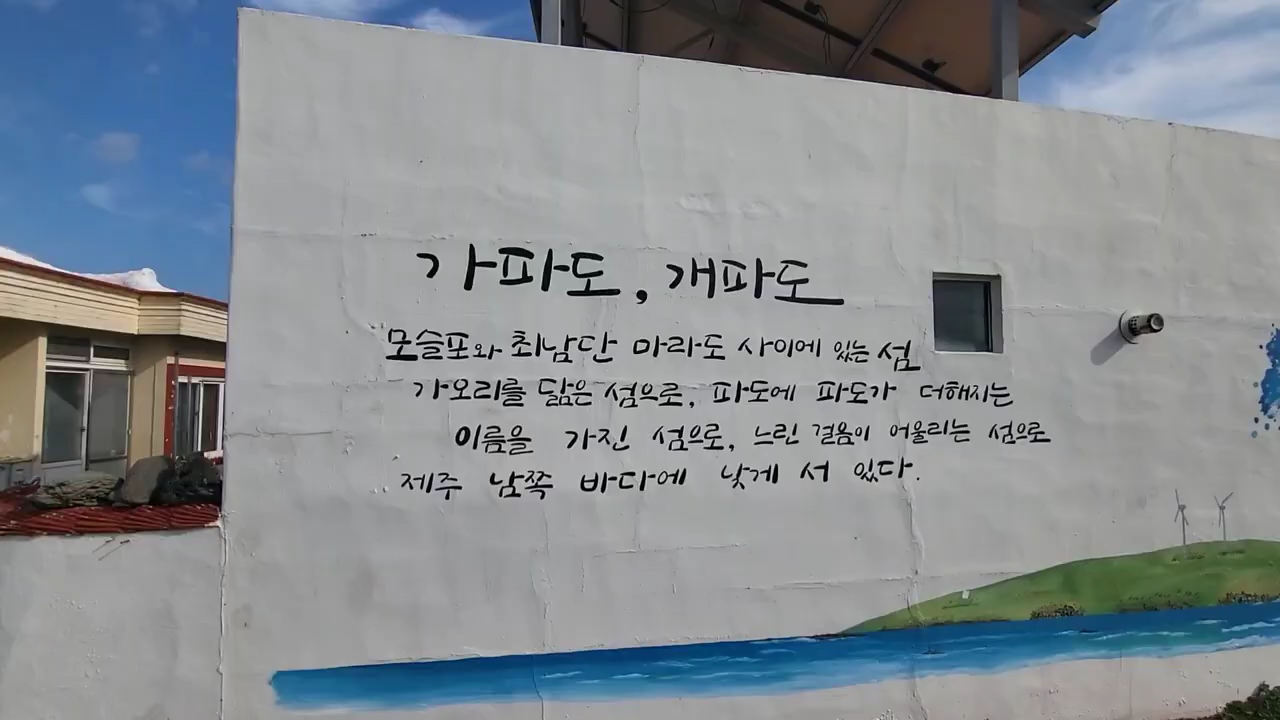 가파도, 개파도
모슬포와 최남단 마라도 사이에 있는 섬
가오리를 닮은 섬으로, 파도에 파도가 더해지는
이름을 가진 섬으로, 느린 걸음이 어울리는 섬으로
제주 남쪽 바다에 낮게 서 있다.